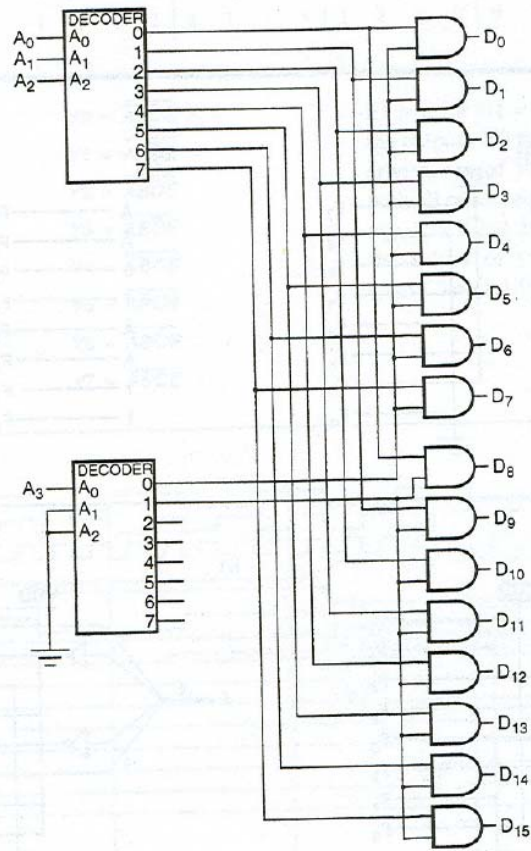 DECODER
A₀ A₀ 0 D₀
A₁ A₁ 1
A₂ A₂ 2 D₁
3
4 D₂
5
6 D₃
7
D₄
D₅
D₆
D₇
DECODER D₈
A₃ A₀ 0
A₁ 1 D₉
A₂ 2
3 D₁₀
4
5 D₁₁
6
7 D₁₂
D₁₃
D₁₄
D₁₅